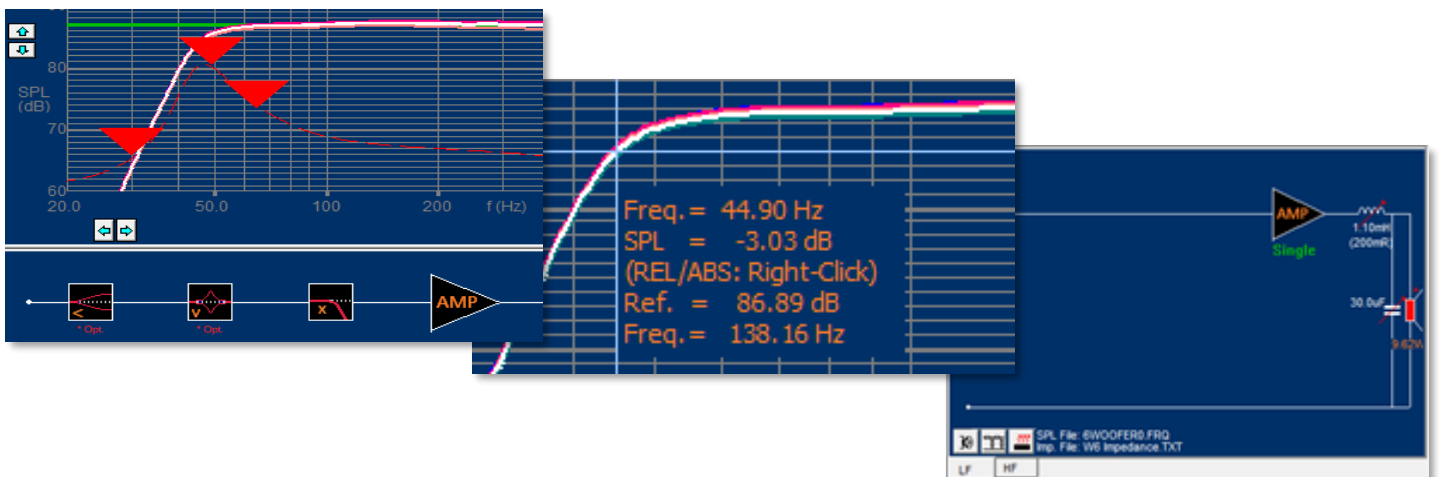 80
SPL
(dB)
70
60
20.0 50.0 100 200 f (Hz)
< v x AMP
* Opt. * Opt.
Freq. = 44.90 Hz
SPL = -3.03 dB
(REL/ABS: Right-Click)
Ref. = 86.89 dB
Freq. = 138.16 Hz
AMP
Single
1.10mH
(200mR)
30.0uF
9.62W
SPL File: 6WOOFER0.FRQ
Imp. File: W6 Impedance.TXT
LF HF